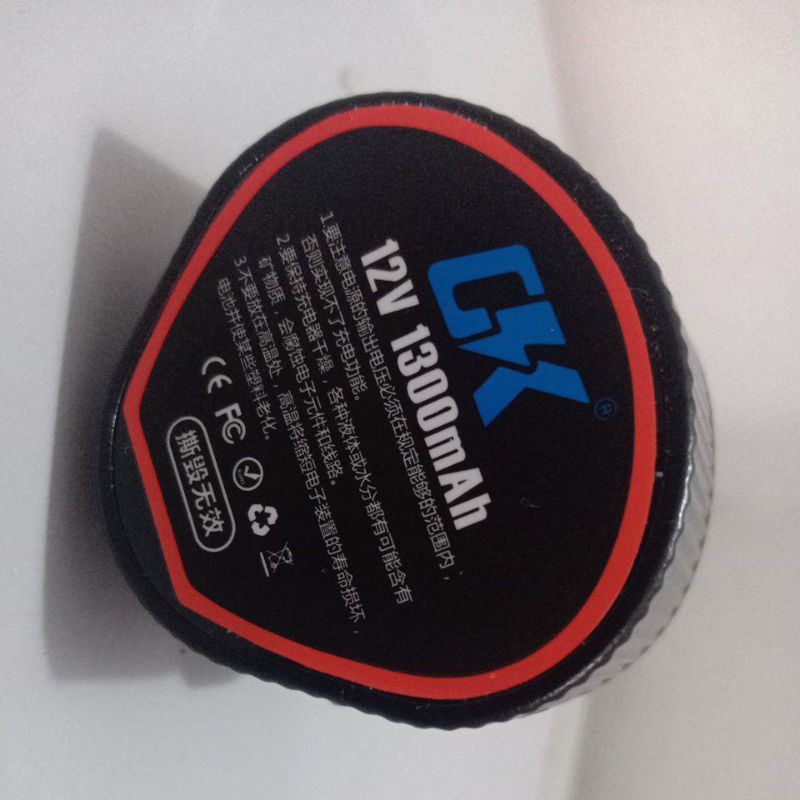 CK®
12V 1300mAh
1.要注意电源的输出电压必须在规定能够的范围内，
否则实现不了充电功能。
2.要保持充电器干燥，各种液体或水分都有可能含有
矿物质，会腐蚀电子元件和线路。
3.不要放在高温处，高温将缩短电子装置的寿命损坏，
电池并使某些塑料老化。
CE FC
撕毁无效